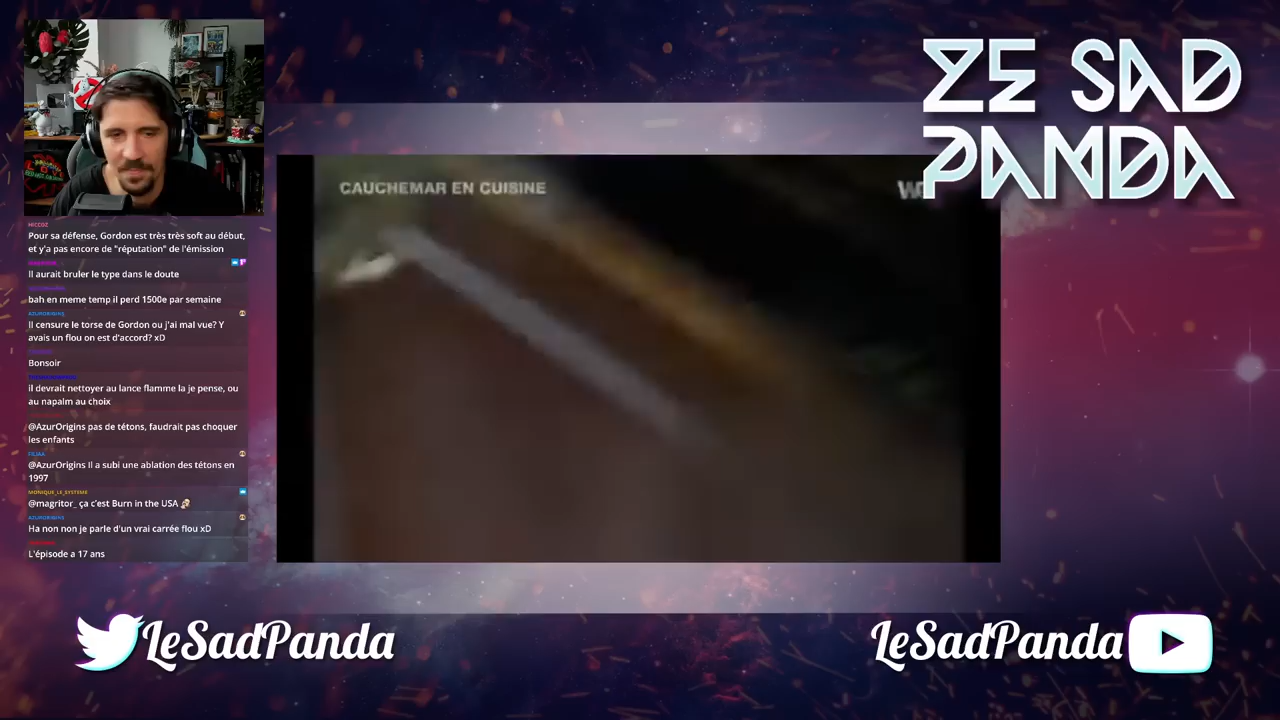 ZE SAD
PANDA
CAUCHEMAR EN CUISINE
Pour sa défense, Gordon est très très soft au début,
et y'a pas encore de "réputation" de l'émission
Il aurait bruler le type dans le doute
bah en meme temp il perd 1500e par semaine
AZURORIGINS
Il censure le torse de Gordon ou j'ai mal vue? Y
avais un flou on est d'accord? xD
Bonsoir
il devrait nettoyer au lance flamme la je pense, ou
au napalm au choix
@AzurOrigins pas de tétons, faudrait pas choquer
les enfants
@AzurOrigins Il a subi une ablation des tétons en
1997
MONIQUE_LE_SYSTEME
@magritor_ ça c'est Burn in the USA
AZURORIGINS
Ha non non je parle d'un vrai carrée flou xD
L'épisode a 17 ans
LeSadPanda
LeSadPanda